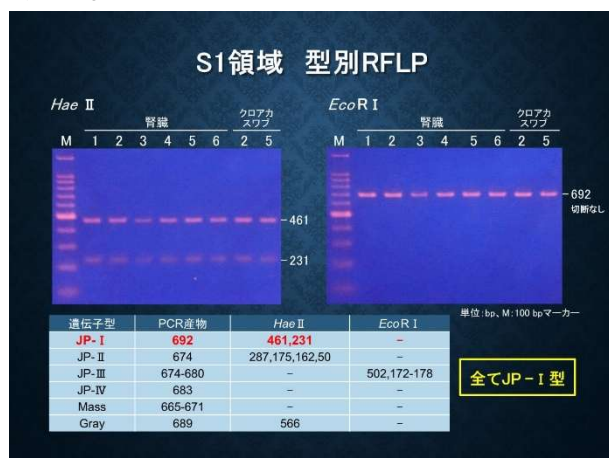 S1領域 型別RFLP
Hae Ⅱ
腎臓
クロアカ
スワブ
M 1 2 3 4 5 6 2 5
461
231
EcoR I
腎臓
クロアカ
スワブ
M 1 2 3 4 5 6 2 5
692
切断なし
単位:bp、M:100 bpマーカー
遺伝子型 PCR産物 HaeⅡ EcoR I
JP-Ⅰ 692 461,231 -
JP-Ⅱ 674 287,175,162,50
JP-Ⅲ 674-680 - 502,172-178
JP-Ⅳ 683 - -
Mass 665-671 - -
Gray 689 566 -
全てJP-Ⅰ型